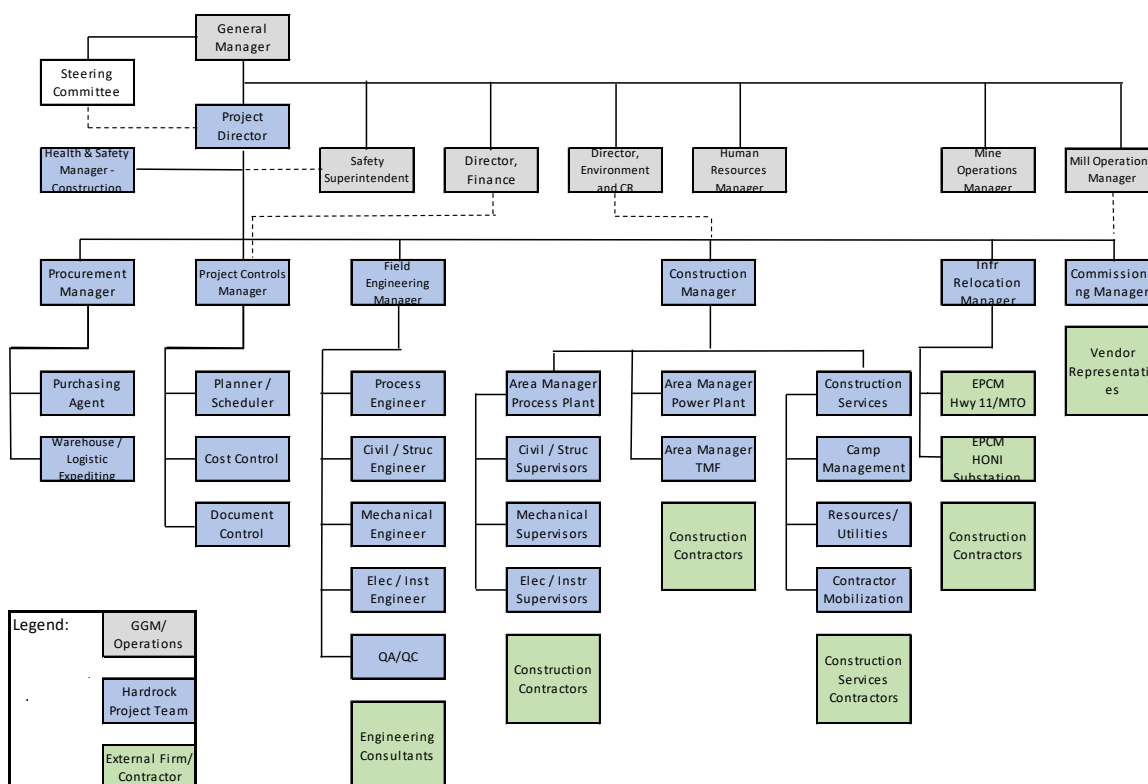 General
Manager
Steering
Committee
Project
Director
Health & Safety
Manager -
Construction
Safety
Superintendent
Director,
Finance
Director,
Environment
and CR
Human
Resources
Manager
Mine
Operations
Manager
Mill Operation
Manager
Procurement
Manager
Project Controls
Manager
Field
Engineering
Manager
Construction
Manager
Infr
Relocation
Manager
Commission
ng Manager
Vendor
Representati
es
Purchasing
Agent
Planner /
Scheduler
Process
Engineer
Area Manager
Process Plant
Area Manager
Power Plant
Construction
Services
EPCM
Hwy 11/MTO
Warehouse /
Logistic
Expediting
Cost Control
Civil / Struc
Engineer
Civil / Struc
Supervisors
Area Manager
TMF
Camp
Management
EPCM
HONI
Substation
Document
Control
Mechanical
Engineer
Mechanical
Supervisors
Construction
Contractors
Resources/
Utilities
Construction
Contractors
Elec / Inst
Engineer
Elec / Instr
Supervisors
Contractor
Mobilization
QA/QC
Construction
Contractors
Construction
Services
Contractors
Engineering
Consultants
Legend:
GGM/
Operations
Hardrock
Project Team
External Firm/
Contractor